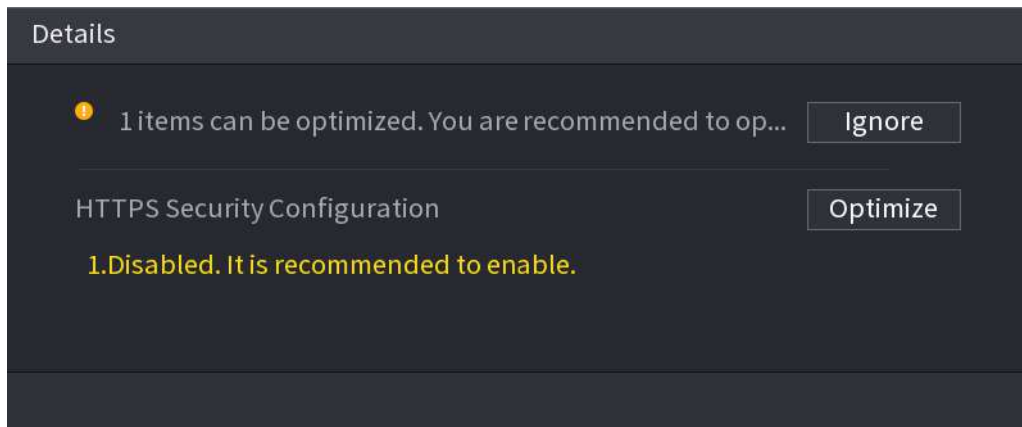 Details
1 items can be optimized. You are recommended to op...
Ignore
HTTPS Security Configuration
Optimize
1.Disabled. It is recommended to enable.